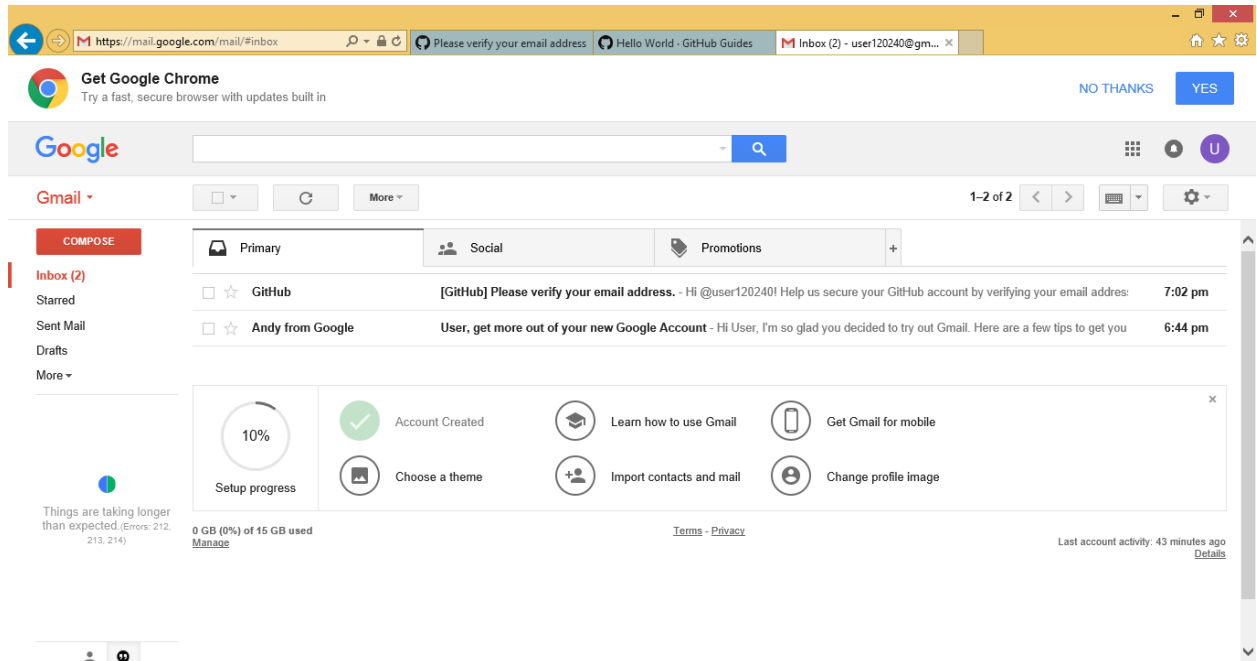 https://mail.google.com/mail/#inbox
Please verify your email address
Hello World - GitHub Guides
Inbox (2) - user120240@gm...
Get Google Chrome
Try a fast, secure browser with updates built in
NO THANKS
YES
Google
U
Gmail
More
1–2 of 2
COMPOSE
Primary
Social
Promotions
+
Inbox (2)
Starred
Sent Mail
Drafts
More
GitHub
[GitHub] Please verify your email address. - Hi @user120240! Help us secure your GitHub account by verifying your email addres
7:02 pm
Andy from Google
User, get more out of your new Google Account - Hi User, I'm so glad you decided to try out Gmail. Here are a few tips to get you
6:44 pm
10%
Setup progress
Account Created
Learn how to use Gmail
Get Gmail for mobile
Choose a theme
Import contacts and mail
Change profile image
Things are taking longer
than expected.(Errors: 212,
213, 214)
0 GB (0%) of 15 GB used
Manage
Terms - Privacy
Last account activity: 43 minutes ago
Details